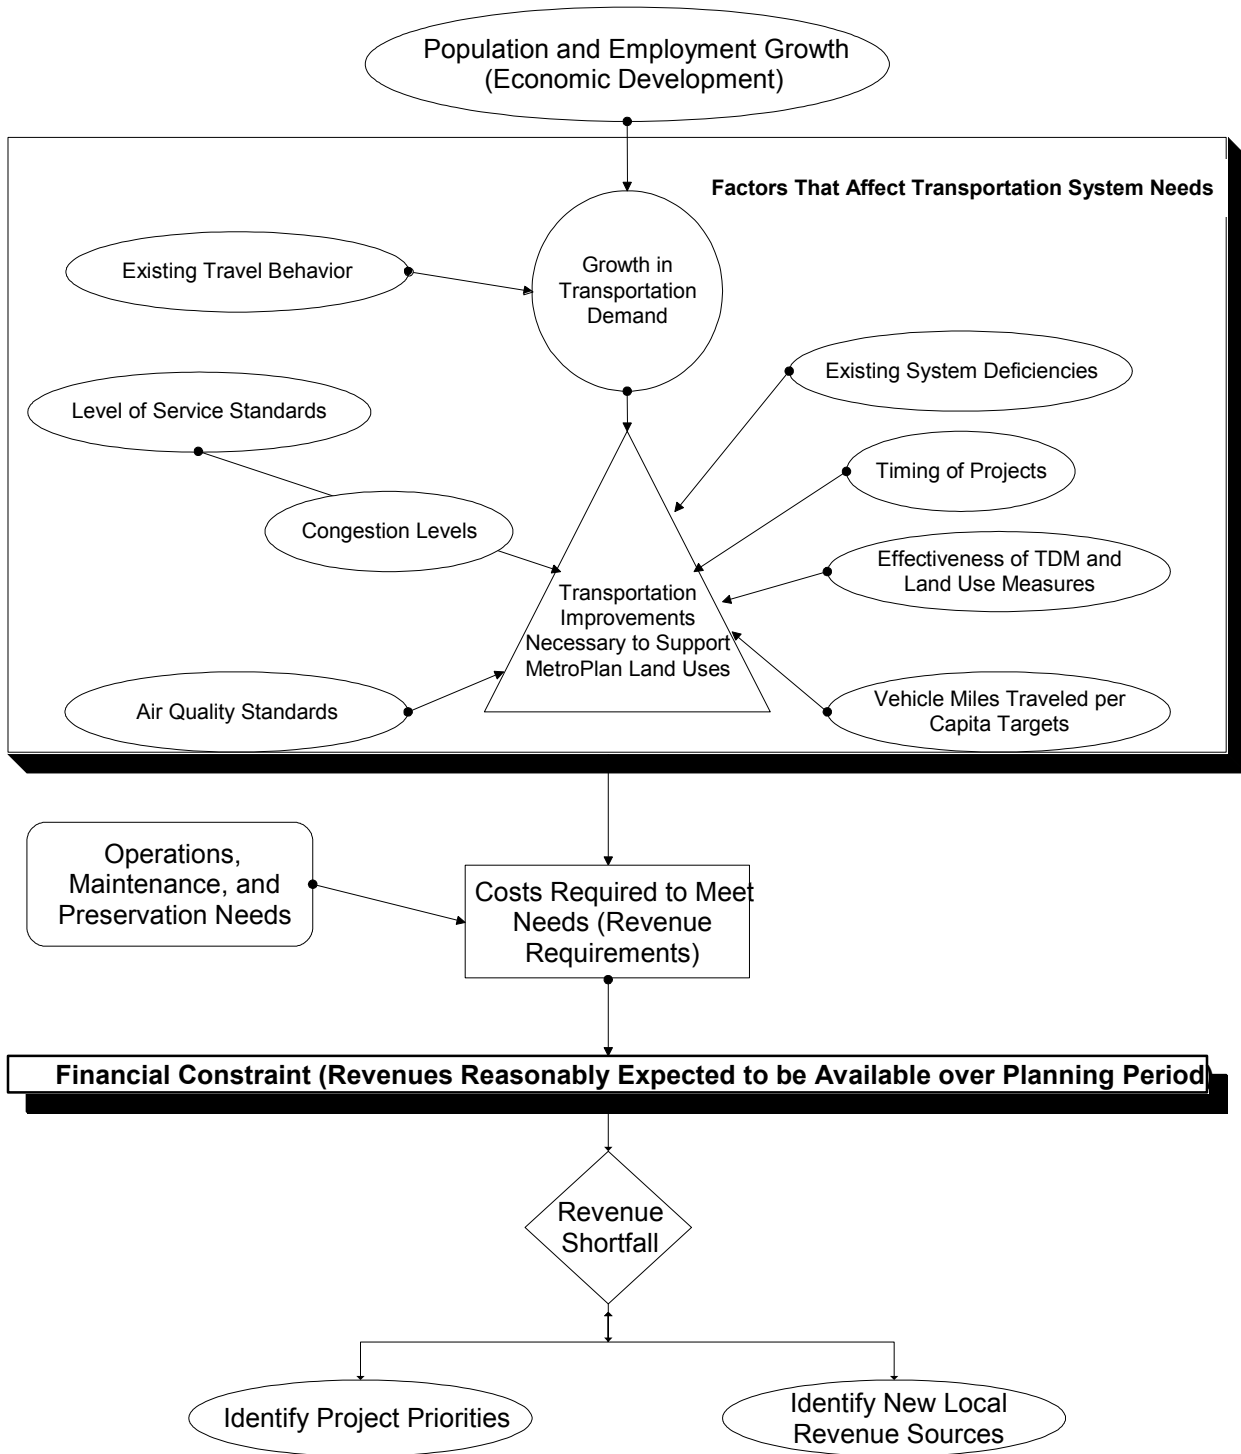 Population and Employment Growth
(Economic Development)
Factors That Affect Transportation System Needs
Existing Travel Behavior
Growth in
Transportation
Demand
Existing System Deficiencies
Level of Service Standards
Timing of Projects
Congestion Levels
Effectiveness of TDM and
Land Use Measures
Transportation
Improvements
Necessary to Support
MetroPlan Land Uses
Air Quality Standards
Vehicle Miles Traveled per
Capita Targets
Operations,
Maintenance, and
Preservation Needs
Costs Required to Meet
Needs (Revenue
Requirements)
Financial Constraint (Revenues Reasonably Expected to be Available over Planning Period)
Revenue
Shortfall
Identify Project Priorities
Identify New Local
Revenue Sources